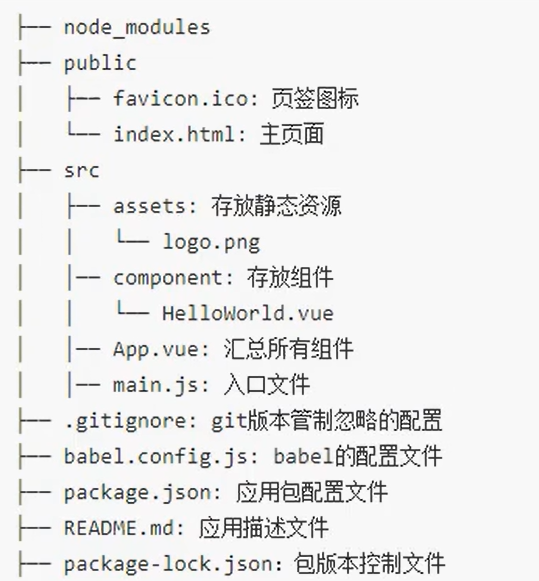 ├── node_modules
├── public
│   ├── favicon.ico: 页签图标
│   └── index.html: 主页面
├── src
│   ├── assets: 存放静态资源
│   │   └── logo.png
│   │── component: 存放组件
│   │   └── HelloWorld.vue
│   │── App.vue: 汇总所有组件
│   │── main.js: 入口文件
├── .gitignore: git版本管制忽略的配置
├── babel.config.js: babel的配置文件
├── package.json: 应用包配置文件
├── README.md: 应用描述文件
├── package-lock.json：包版本控制文件